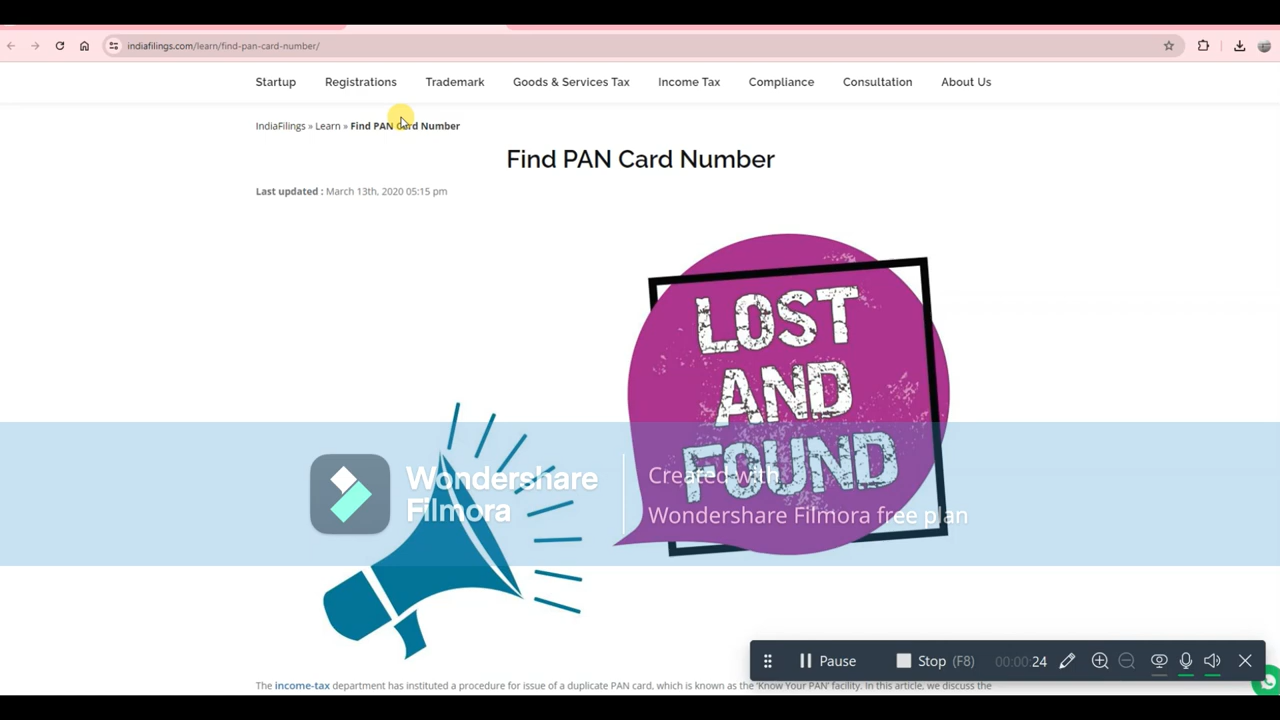 indiafilings.com/learn/find-pan-card-number/
Startup Registrations Trademark Goods & Services Tax Income Tax Compliance Consultation About Us
IndiaFilings » Learn » Find PAN Card Number
Find PAN Card Number
Last updated : March 13th, 2020 05:15 pm
LOST
AND
FOUND
Wondershare
Filmora
Created with
Wondershare Filmora free plan
Pause Stop (F8) 00:00:24
The income-tax department has instituted a procedure for issue of a duplicate PAN card, which is known as the 'Know Your PAN' facility. In this article, we discuss the